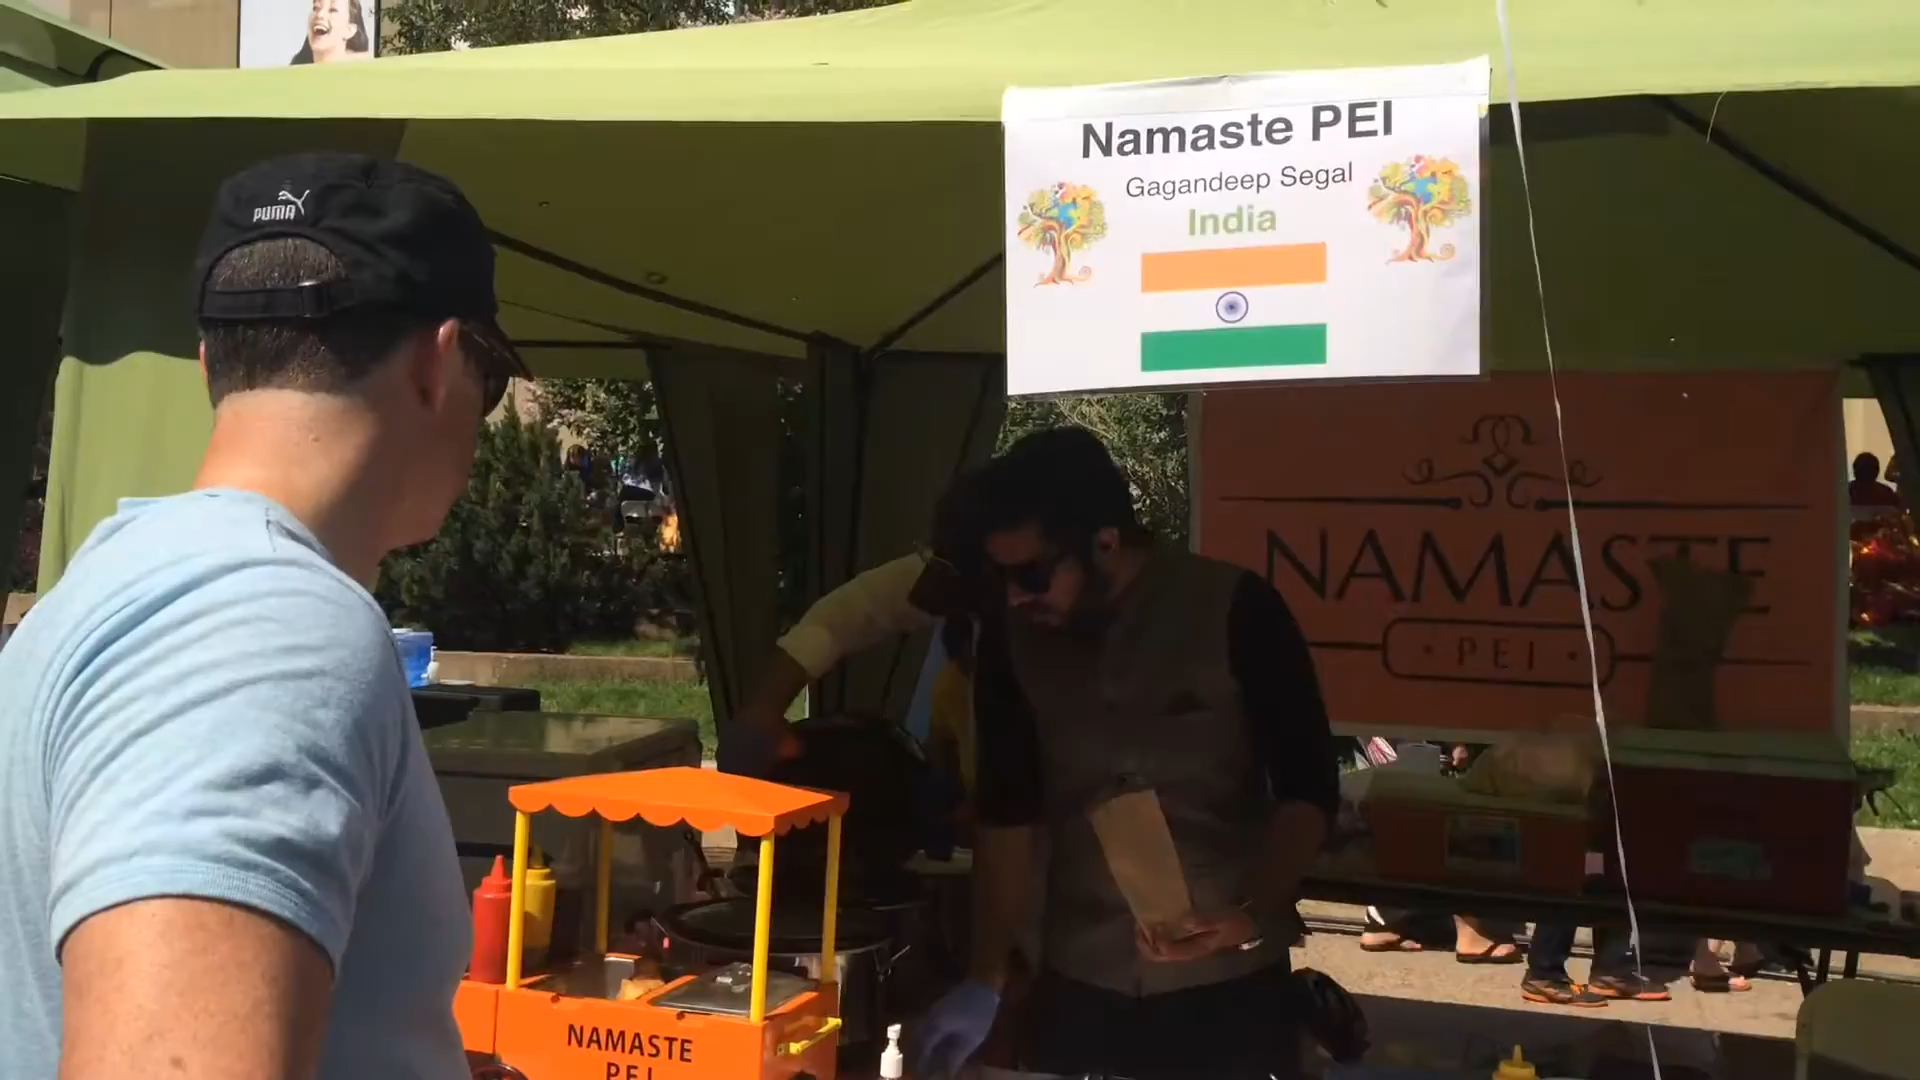 PUMA
Namaste PEI
Gagandeep Segal
India
NAMASTE
• PEI •
NAMASTE
PEI